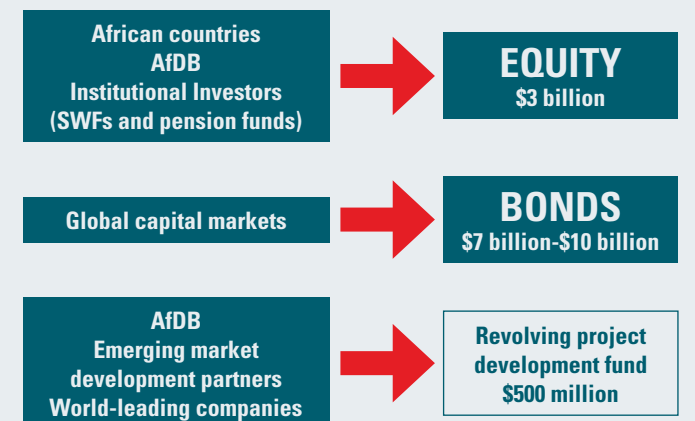 African countries
AfDB
Institutional Investors
(SWFs and pension funds)
EQUITY
$3 billion
Global capital markets
BONDS
$7 billion-$10 billion
AfDB
Emerging market
development partners
World-leading companies
Revolving project
development fund
$500 million